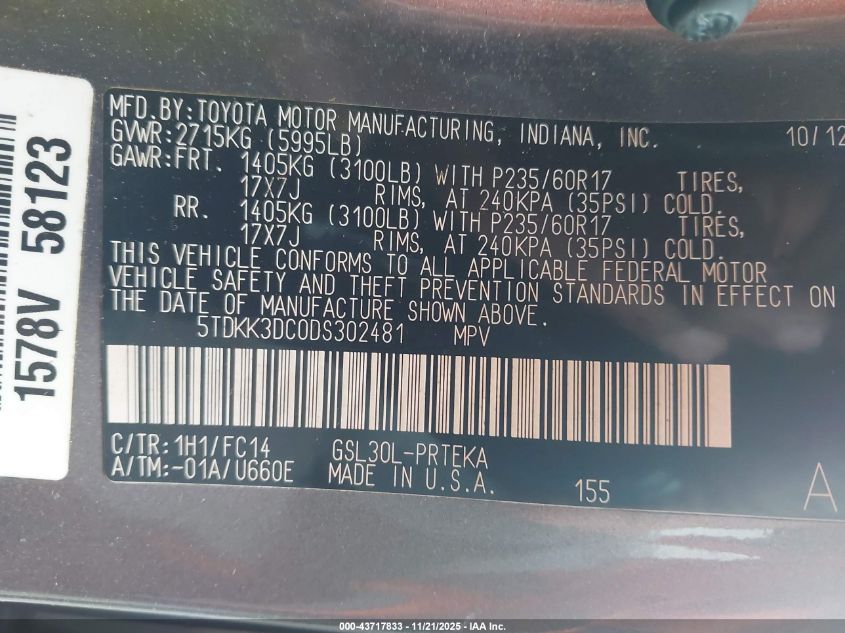 MFD.BY:TOYOTA MOTOR MANUFACTURING, INDIANA, INC. 10/12
GVWR:2715KG (5995LB)
GAWR:FRT. 1405KG (3100LB) WITH P235/60R17 TIRES,
17X7J RIMS, AT 240KPA (35PSI) COLD.
RR. 1405KG (3100LB) WITH P235/60R17 TIRES,
17X7J RIMS, AT 240KPA (35PSI) COLD.
THIS VEHICLE CONFORMS TO ALL APPLICABLE FEDERAL MOTOR
VEHICLE SAFETY AND THEFT PREVENTION STANDARDS IN EFFECT ON
THE DATE OF MANUFACTURE SHOWN ABOVE.
5TDKK3DC0DS302481 MPV
C/TR:1H1/FC14 GSL30L-PRTEKA
A/TM:-01A/U660E MADE IN U.S.A. 155 A
1578V 58123
000-43717833 - 11/21/2025 - IAA Inc.